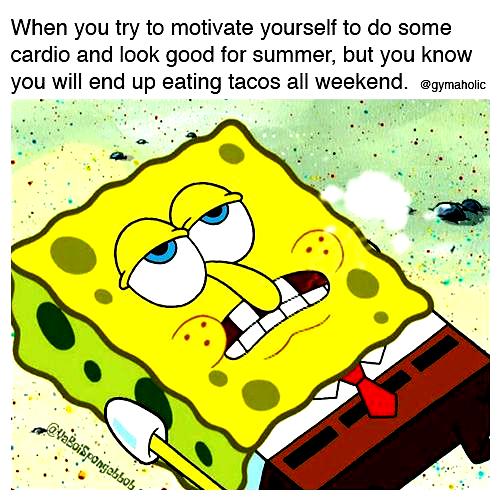 When you try to motivate yourself to do some
cardio and look good for summer, but you know
you will end up eating tacos all weekend. @gymaholic
@YaBoiSpongebbob